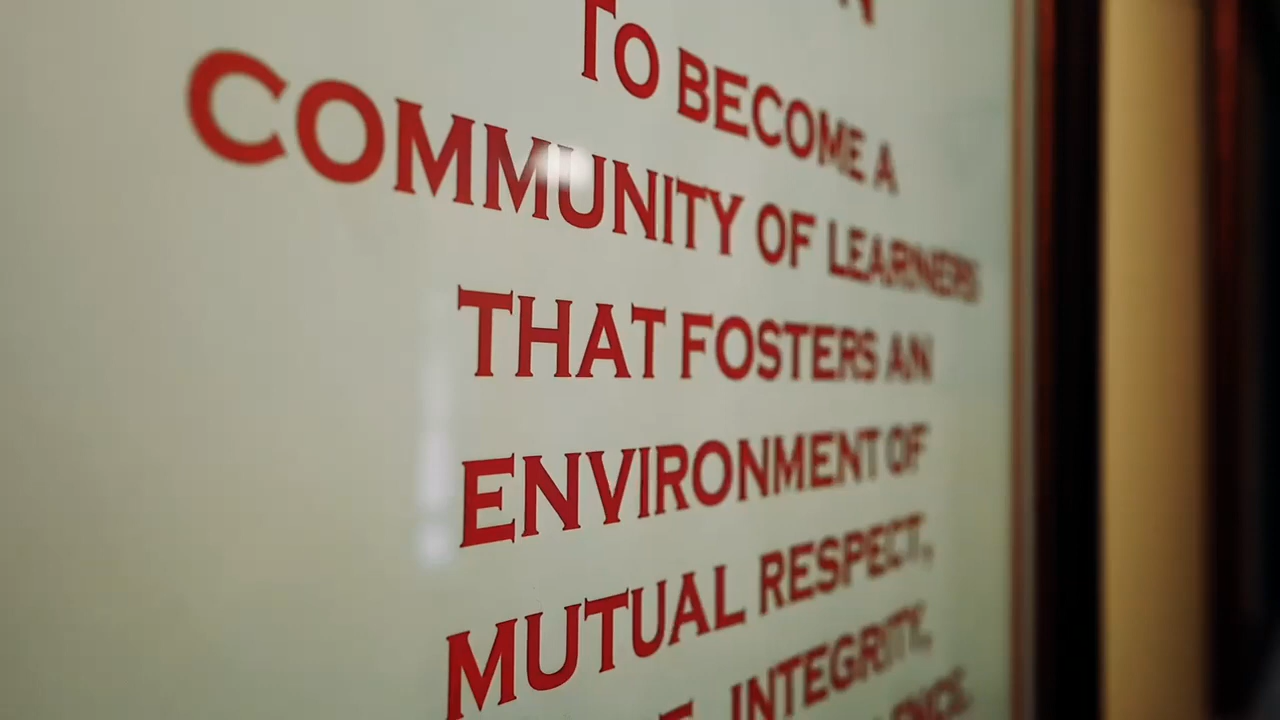 TO BECOME A
COMMUNITY OF LEARNERS
THAT FOSTERS AN
ENVIRONMENT OF
MUTUAL RESPECT,
INTEGRITY,